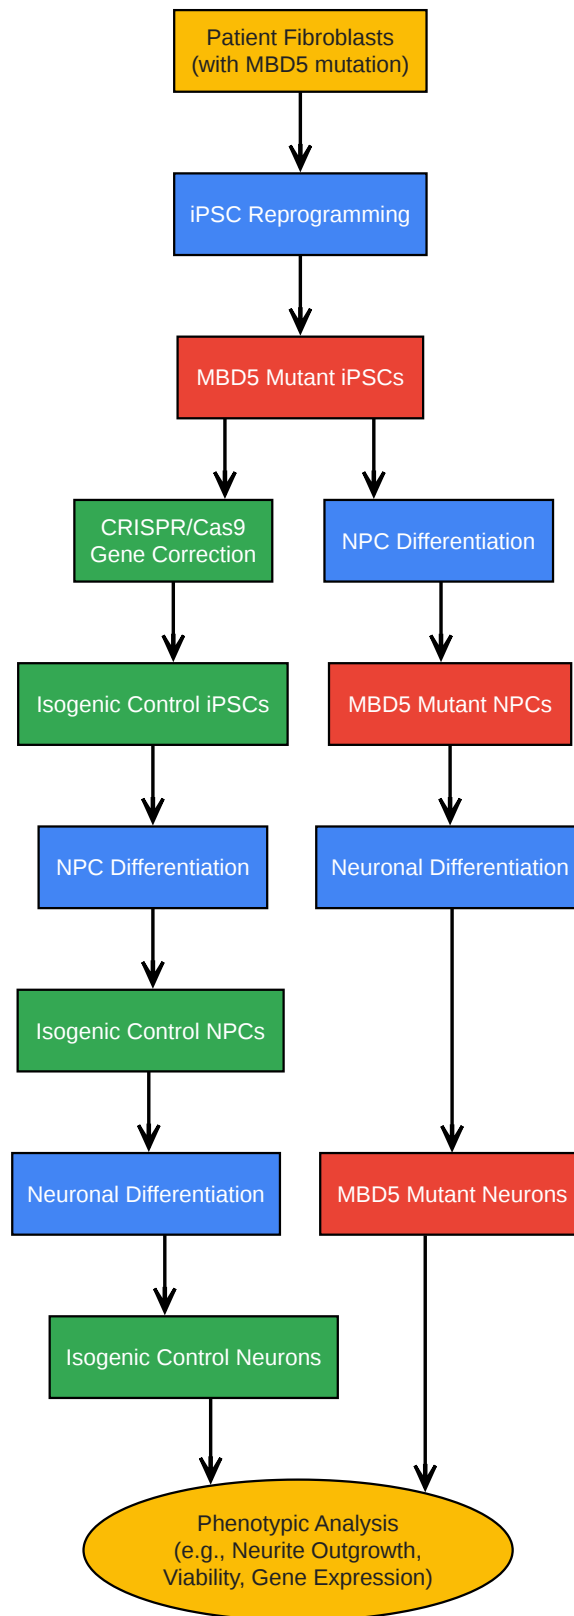 Patient Fibroblasts
(with MBD5 mutation)
iPSC Reprogramming
MBD5 Mutant iPSCs
CRISPR/Cas9
Gene Correction
NPC Differentiation
Isogenic Control iPSCs
MBD5 Mutant NPCs
NPC Differentiation
Neuronal Differentiation
Isogenic Control NPCs
Neuronal Differentiation
MBD5 Mutant Neurons
Isogenic Control Neurons
Phenotypic Analysis
(e.g., Neurite Outgrowth,
Viability, Gene Expression)